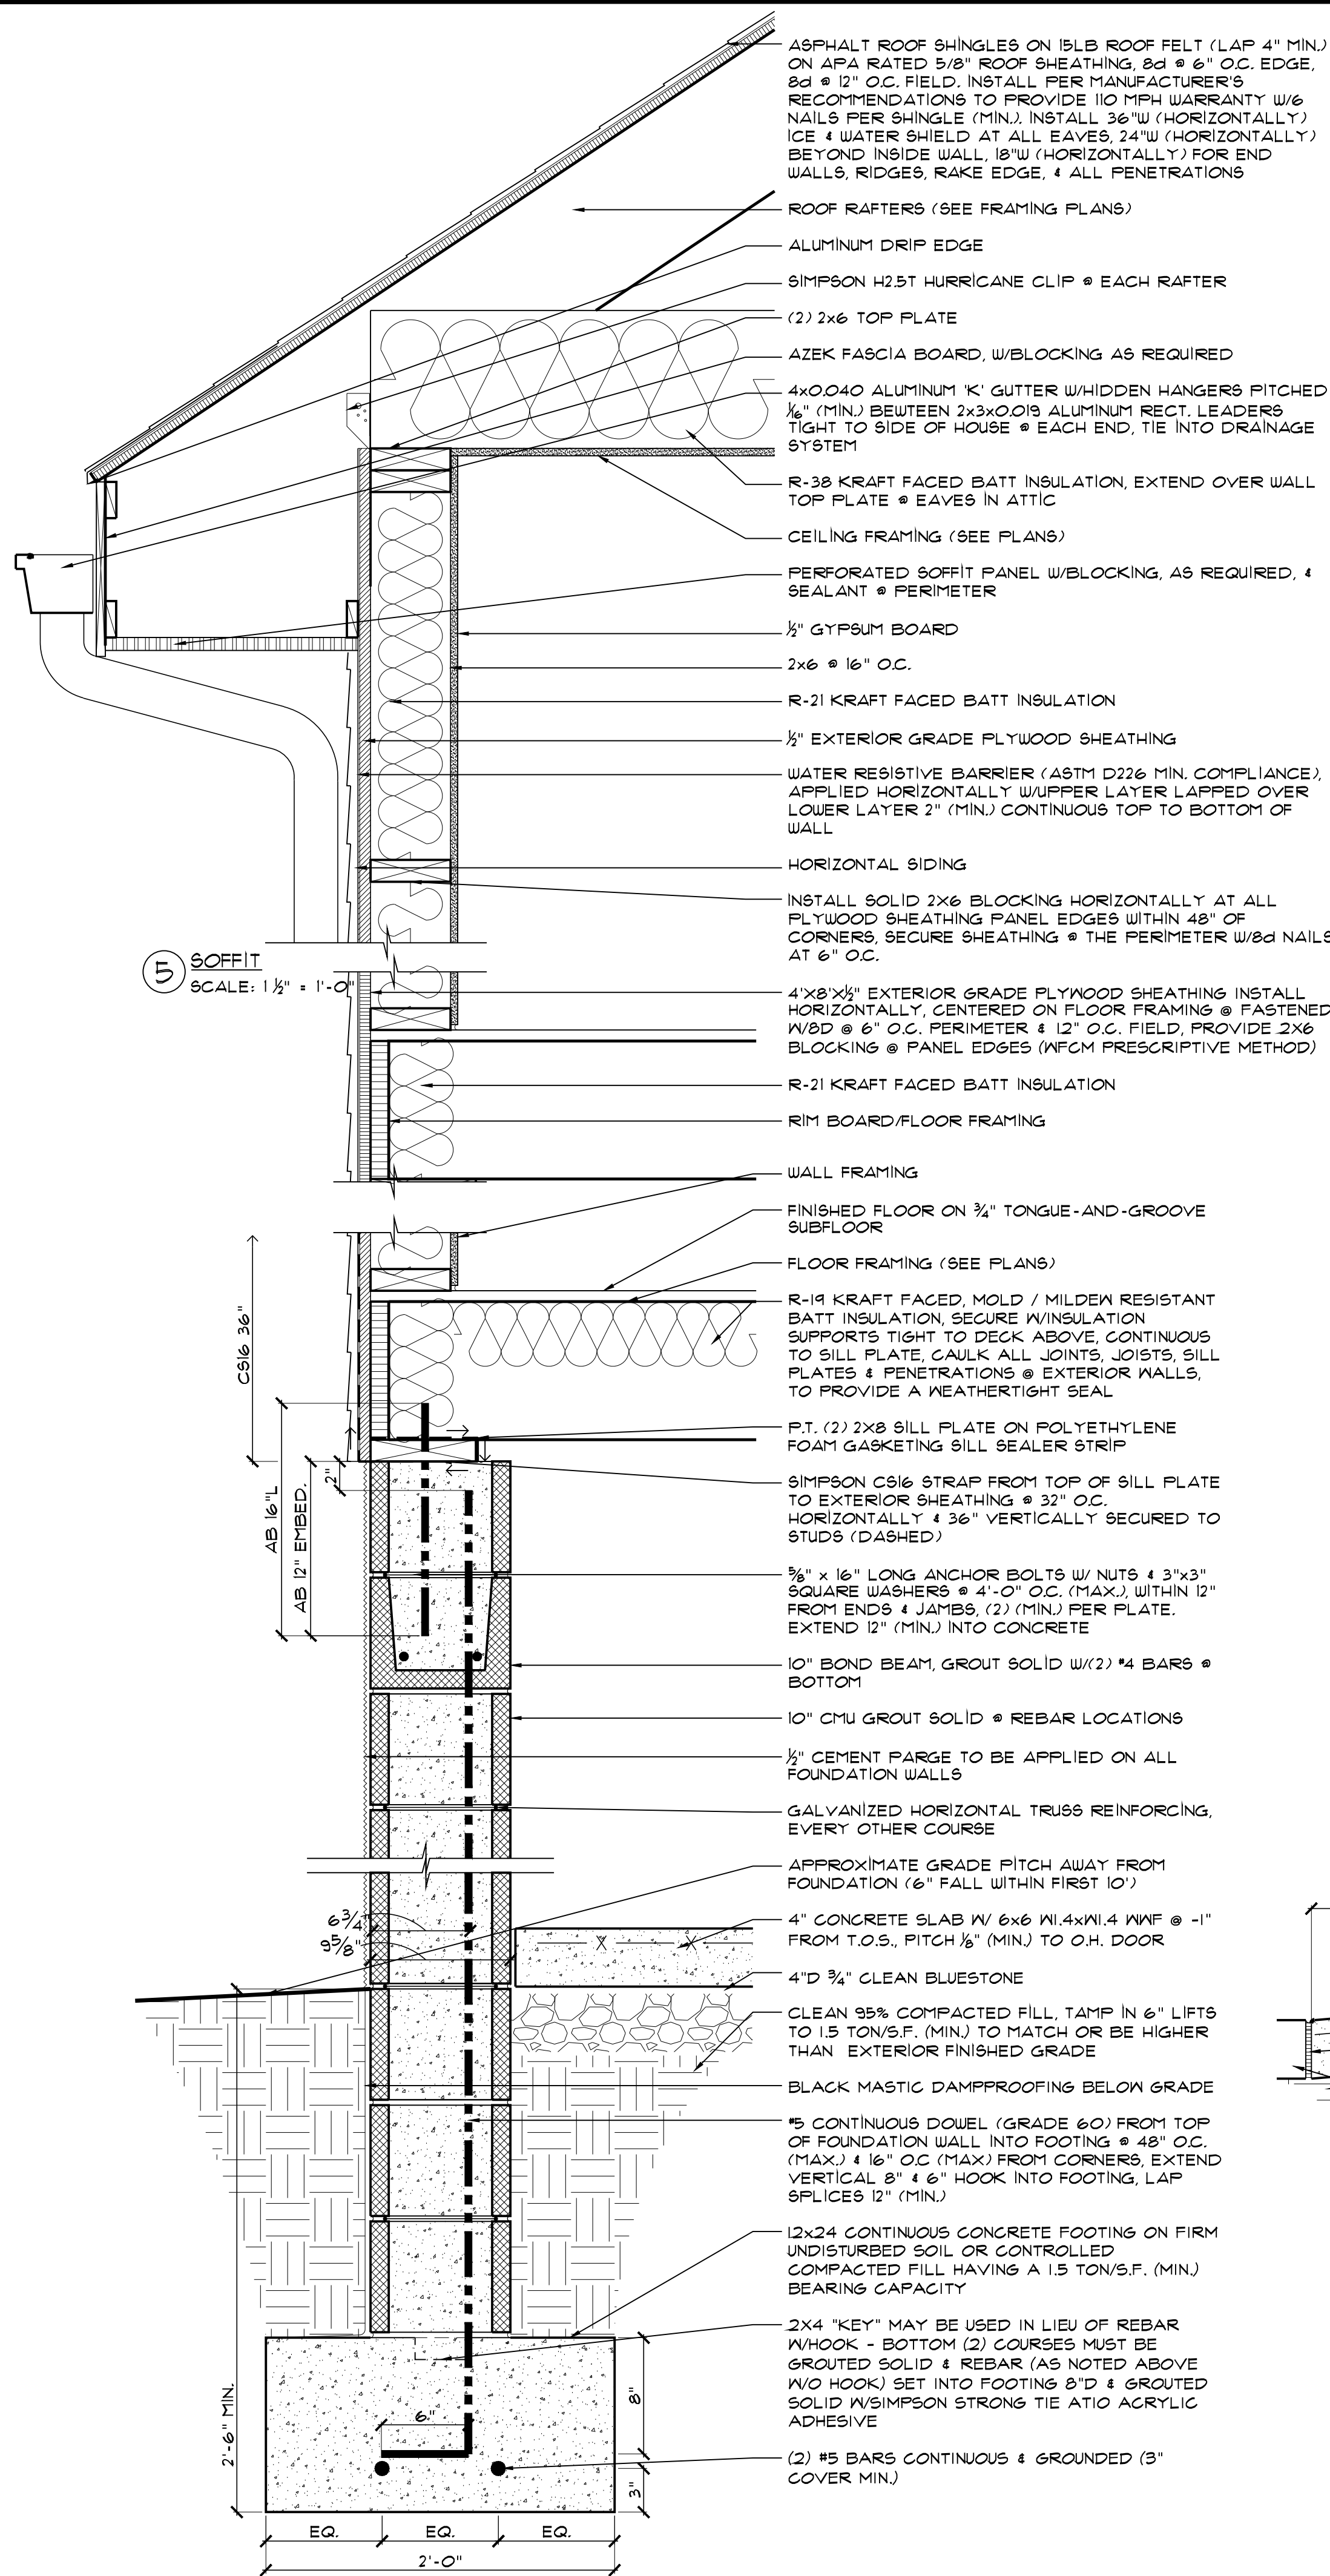 ASPHALT ROOF SHINGLES ON 15LB ROOF FELT (LAP 4" MIN.)
ON APA RATED 5/8" ROOF SHEATHING, 8d @ 6" O.C. EDGE,
8d @ 12" O.C. FIELD. INSTALL PER MANUFACTURER'S
RECOMMENDATIONS TO PROVIDE 110 MPH WARRANTY W/6
NAILS PER SHINGLE (MIN.). INSTALL 36"W (HORIZONTALLY)
ICE & WATER SHIELD AT ALL EAVES, 24"W (HORIZONTALLY)
BEYOND INSIDE WALL, 18"W (HORIZONTALLY) FOR END
WALLS, RIDGES, RAKE EDGE, & ALL PENETRATIONS
ROOF RAFTERS (SEE FRAMING PLANS)
ALUMINUM DRIP EDGE
SIMPSON H2.5T HURRICANE CLIP @ EACH RAFTER
(2) 2x6 TOP PLATE
AZEK FASCIA BOARD, W/BLOCKING AS REQUIRED
4x0.040 ALUMINUM 'K' GUTTER W/HIDDEN HANGERS PITCHED
1/16" (MIN.) BEWTEEN 2x3x0.019 ALUMINUM RECT. LEADERS
TIGHT TO SIDE OF HOUSE @ EACH END, TIE INTO DRAINAGE
SYSTEM
R-38 KRAFT FACED BATT INSULATION, EXTEND OVER WALL
TOP PLATE @ EAVES IN ATTIC
CEILING FRAMING (SEE PLANS)
PERFORATED SOFFIT PANEL W/BLOCKING, AS REQUIRED, &
SEALANT @ PERIMETER
1/2" GYPSUM BOARD
2x6 @ 16" O.C.
R-21 KRAFT FACED BATT INSULATION
1/2" EXTERIOR GRADE PLYWOOD SHEATHING
WATER RESISTIVE BARRIER (ASTM D226 MIN. COMPLIANCE),
APPLIED HORIZONTALLY W/UPPER LAYER LAPPED OVER
LOWER LAYER 2" (MIN.) CONTINUOUS TOP TO BOTTOM OF
WALL
HORIZONTAL SIDING
INSTALL SOLID 2X6 BLOCKING HORIZONTALLY AT ALL
PLYWOOD SHEATHING PANEL EDGES WITHIN 48" OF
CORNERS, SECURE SHEATHING @ THE PERIMETER W/8d NAILS
AT 6" O.C.
5 SOFFIT
SCALE: 1 1/2" = 1'-0"
4'X8'X1/2" EXTERIOR GRADE PLYWOOD SHEATHING INSTALL
HORIZONTALLY, CENTERED ON FLOOR FRAMING @ FASTENED
W/8D @ 6" O.C. PERIMETER & 12" O.C. FIELD, PROVIDE 2X6
BLOCKING @ PANEL EDGES (WFCM PRESCRIPTIVE METHOD)
R-21 KRAFT FACED BATT INSULATION
RIM BOARD/FLOOR FRAMING
WALL FRAMING
FINISHED FLOOR ON 3/4" TONGUE-AND-GROOVE
SUBFLOOR
FLOOR FRAMING (SEE PLANS)
R-19 KRAFT FACED, MOLD / MILDEW RESISTANT
BATT INSULATION, SECURE W/INSULATION
SUPPORTS TIGHT TO DECK ABOVE, CONTINUOUS
TO SILL PLATE, CAULK ALL JOINTS, JOISTS, SILL
PLATES & PENETRATIONS @ EXTERIOR WALLS,
TO PROVIDE A WEATHERTIGHT SEAL
CS16 36"
P.T. (2) 2X8 SILL PLATE ON POLYETHYLENE
FOAM GASKETING SILL SEALER STRIP
SIMPSON CS16 STRAP FROM TOP OF SILL PLATE
TO EXTERIOR SHEATHING @ 32" O.C.
HORIZONTALLY & 36" VERTICALLY SECURED TO
STUDS (DASHED)
AB 16"L
AB 12" EMBED.
2"
5/8" x 16" LONG ANCHOR BOLTS W/ NUTS & 3"x3"
SQUARE WASHERS @ 4'-0" O.C. (MAX.), WITHIN 12"
FROM ENDS & JAMBS, (2) (MIN.) PER PLATE.
EXTEND 12" (MIN.) INTO CONCRETE
10" BOND BEAM, GROUT SOLID W/(2) #4 BARS @
BOTTOM
10" CMU GROUT SOLID @ REBAR LOCATIONS
1/2" CEMENT PARGE TO BE APPLIED ON ALL
FOUNDATION WALLS
GALVANIZED HORIZONTAL TRUSS REINFORCING,
EVERY OTHER COURSE
APPROXIMATE GRADE PITCH AWAY FROM
FOUNDATION (6" FALL WITHIN FIRST 10')
6 3/4"
9 5/8"
4" CONCRETE SLAB W/ 6x6 W1.4xW1.4 WWF @ -1"
FROM T.O.S., PITCH 1/8" (MIN.) TO O.H. DOOR
4"D 3/4" CLEAN BLUESTONE
CLEAN 95% COMPACTED FILL, TAMP IN 6" LIFTS
TO 1.5 TON/S.F. (MIN.) TO MATCH OR BE HIGHER
THAN EXTERIOR FINISHED GRADE
BLACK MASTIC DAMPPROOFING BELOW GRADE
#5 CONTINUOUS DOWEL (GRADE 60) FROM TOP
OF FOUNDATION WALL INTO FOOTING @ 48" O.C.
(MAX.) & 16" O.C (MAX) FROM CORNERS, EXTEND
VERTICAL 8" & 6" HOOK INTO FOOTING, LAP
SPLICES 12" (MIN.)
12x24 CONTINUOUS CONCRETE FOOTING ON FIRM
UNDISTURBED SOIL OR CONTROLLED
COMPACTED FILL HAVING A 1.5 TON/S.F. (MIN.)
BEARING CAPACITY
2X4 "KEY" MAY BE USED IN LIEU OF REBAR
W/HOOK - BOTTOM (2) COURSES MUST BE
GROUTED SOLID & REBAR (AS NOTED ABOVE
W/O HOOK) SET INTO FOOTING 8"D & GROUTED
SOLID W/SIMPSON STRONG TIE AT10 ACRYLIC
ADHESIVE
2'-6" MIN.
6"
8"
3"
(2) #5 BARS CONTINUOUS & GROUNDED (3"
COVER MIN.)
EQ. EQ. EQ.
2'-0"